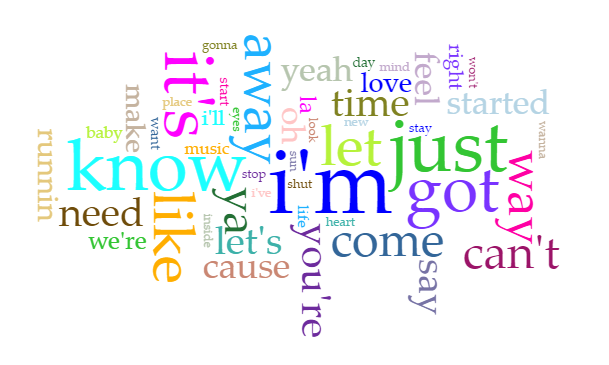 gonna
away
it's
yeah
day
mind
feel
right
won't
love
start
make
place
i'll
eyes
la
look
oh
time
started
new
let
just
stay
wanna
runnin
baby
want
music
know
stop
sun
shut
i'm
i've
got
way
need
like
ya
life
heart
we're
inside
let's
cause
you're
come
say
can't